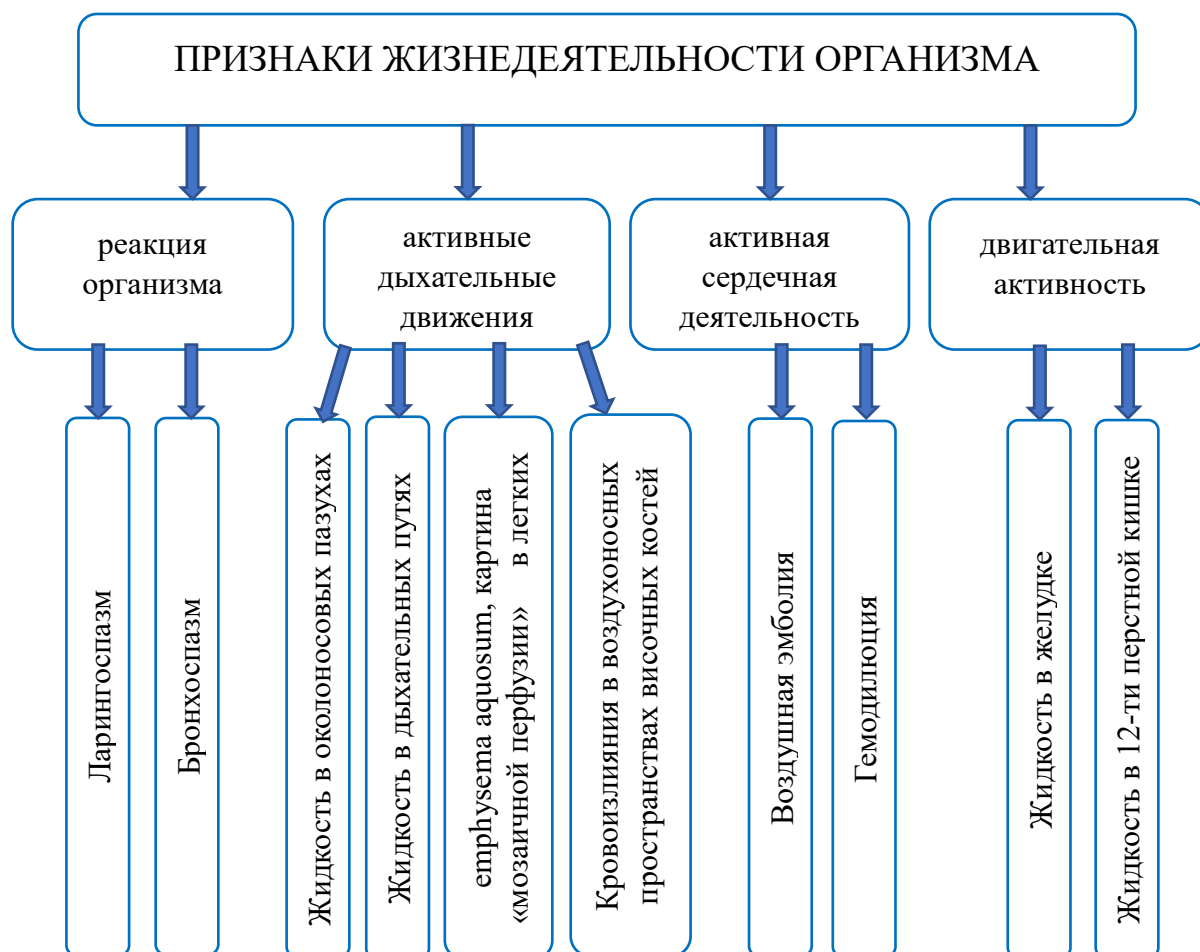 ПРИЗНАКИ ЖИЗНЕДЕЯТЕЛЬНОСТИ ОРГАНИЗМА
реакция
организма
активные
дыхательные
движения
активная
сердечная
деятельность
двигательная
активность
Ларингоспазм
Бронхоспазм
Жидкость в околоносовых пазухах
Жидкость в дыхательных путях
emphysema aquosum, картина
«мозаичной перфузии» в легких
Кровоизлияния в воздухоносных
пространствах височных костей
Воздушная эмболия
Гемодилюция
Жидкость в желудке
Жидкость в 12-ти перстной кишке